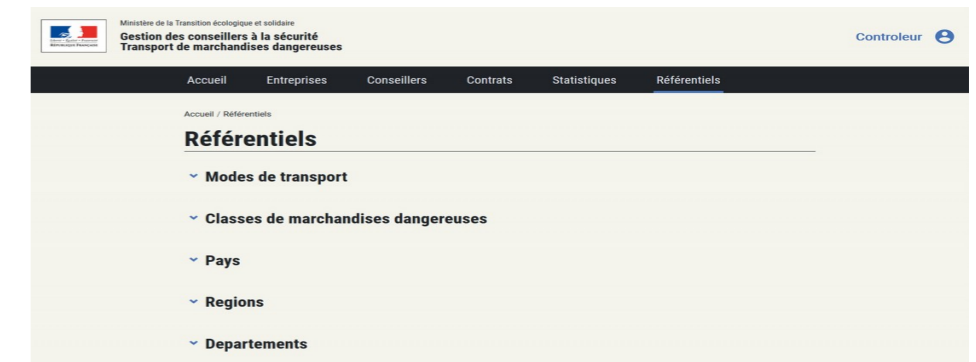 Ministère de la Transition écologique et solidaire
Gestion des conseillers à la sécurité
Transport de marchandises dangereuses
Controleur
Accueil Entreprises Conseillers Contrats Statistiques Référentiels
Accueil / Référentiels
Référentiels
Modes de transport
Classes de marchandises dangereuses
Pays
Regions
Departements